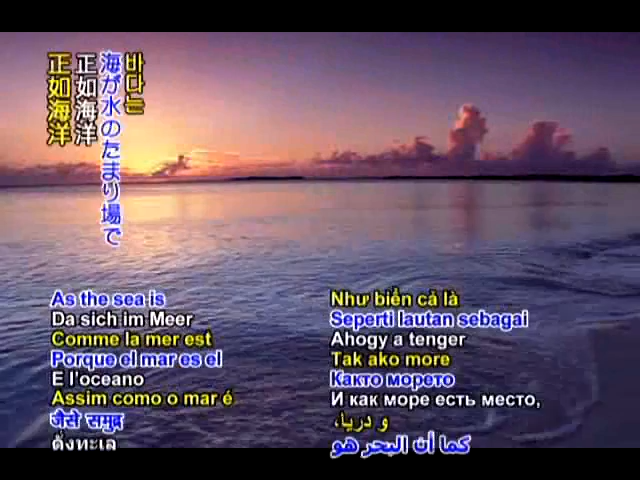 바다는
海が水のたまり場で
正如海洋
正如海洋
As the sea is
Da sich im Meer
Comme la mer est
Porque el mar es el
E l'oceano
Assim como o mar é
जैसे समुद्र
ดั่งทะเล
Như biển cả là
Seperti lautan sebagai
Ahogy a tenger
Tak ako more
Както морето
И как море есть место,
و دریا،
كما أن البحر هو